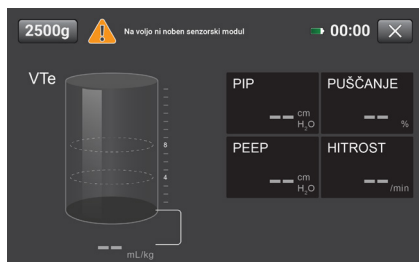 2500g
Na voljo ni noben senzorski modul
00:00
VTe
6
4
-- mL/kg
PIP
-- cm H₂O
PUŠČANJE
-- %
PEEP
-- cm H₂O
HITROST
-- /min